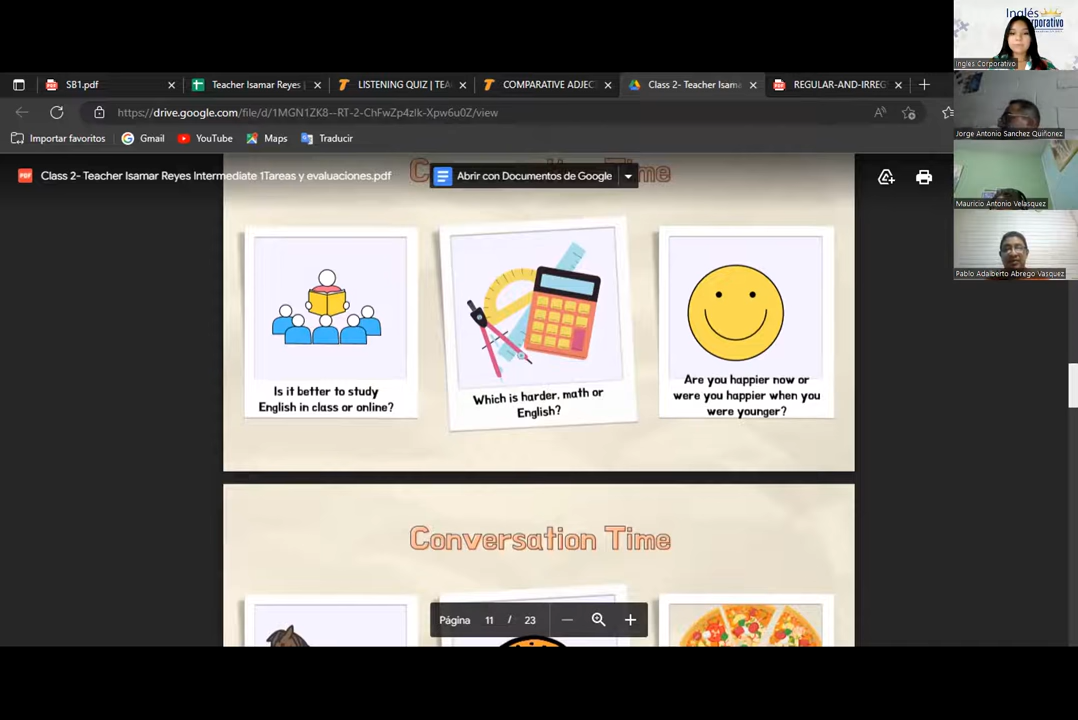 Inglés
Corporativo
Ingles Corporativo
Jorge Antonio Sanchez Quiñonez
Mauricio Antonio Velasquez
Pablo Adalberto Abrego Vasquez
SB1.pdf
Teacher Isamar Reyes |
LISTENING QUIZ | TEA
COMPARATIVE ADJEC
Class 2- Teacher Isama
REGULAR-AND-IRREG
https://drive.google.com/file/d/1MGN1ZK8--RT-2-ChFwZp4zlk-Xpw6u0Z/view
Importar favoritos
Gmail
YouTube
Maps
Traducir
Class 2- Teacher Isamar Reyes Intermediate 1Tareas y evaluaciones.pdf
Abrir con Documentos de Google
Is it better to study
English in class or online?
Which is harder, math or
English?
Are you happier now or
were you happier when you
were younger?
Conversation Time
Página 11 / 23